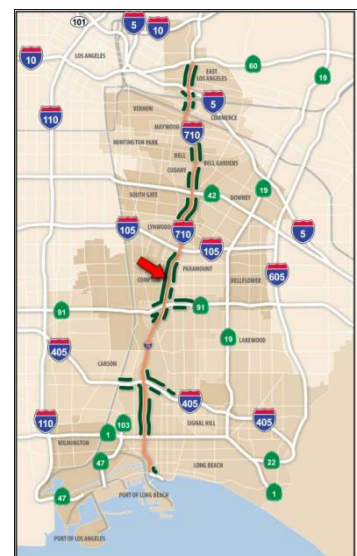 5
101
10
5
10
LOS ANGELES
60
EAST
LOS ANGELES
19
110
VERNON
5
COMMERCE
MAYWOOD
710
HUNTINGTON PARK
BELL
BELL GARDENS
CUDAHY
19
SOUTH GATE
42
DOWNEY
105
LYNWOOD
710
5
105
PARAMOUNT
605
BELLFLOWER
91
91
19
LAKEWOOD
405
CARSON
405
110
103
1
SIGNAL HILL
405
WILMINGTON
47
22
LONG BEACH
1
47
PORT OF LONG BEACH
PORT OF LOS ANGELES